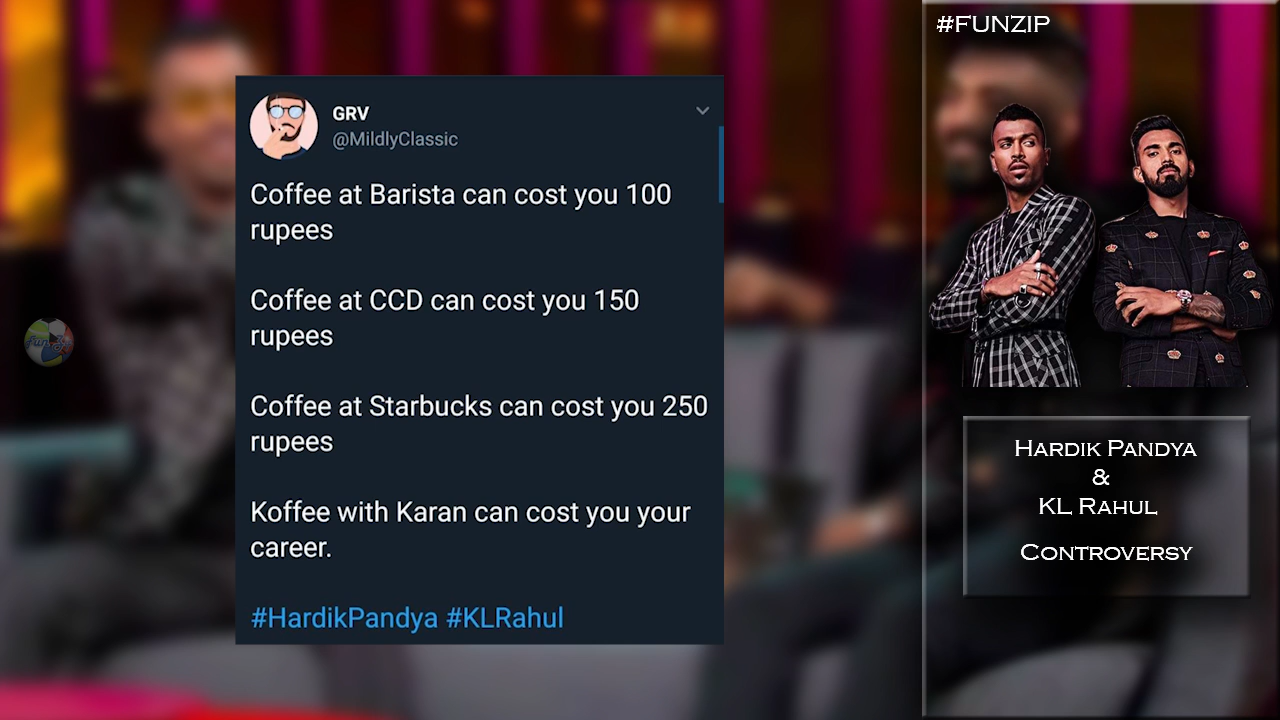 #FUNZIP
GRV
@MildlyClassic
Coffee at Barista can cost you 100
rupees
Coffee at CCD can cost you 150
rupees
Coffee at Starbucks can cost you 250
rupees
Koffee with Karan can cost you your
career.
#HardikPandya #KLRahul
Hardik Pandya
&
KL Rahul
Controversy